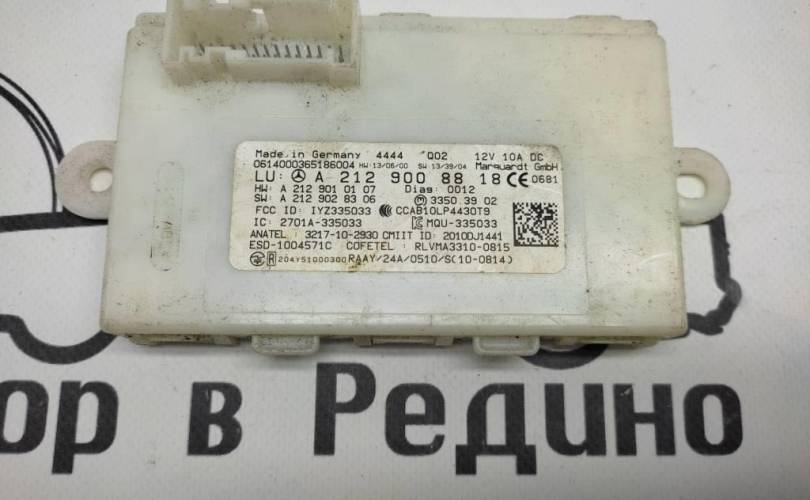 Made in Germany 4444 Q02 12V 10A DC
0614000365186004 HW:13/06/00 SW:13/39/04 Marquardt GmbH
LU: A 212 900 88 18 CE 0681
HW: A 212 901 01 07 Diag: 0012
SW: A 212 902 83 06 M 3350 39 02
FCC ID: IYZ335033 CCAB10LP4430T9
IC: 2701A-335033 MQU-335033
ANATEL: 3217-10-2930 CMIIT ID: 2010DJ1441
ESD-1004571C COFETEL: RLVMA3310-0815
R 204Y51000300 RAAY/24A/0510/S(10-0814)
ор в Редино